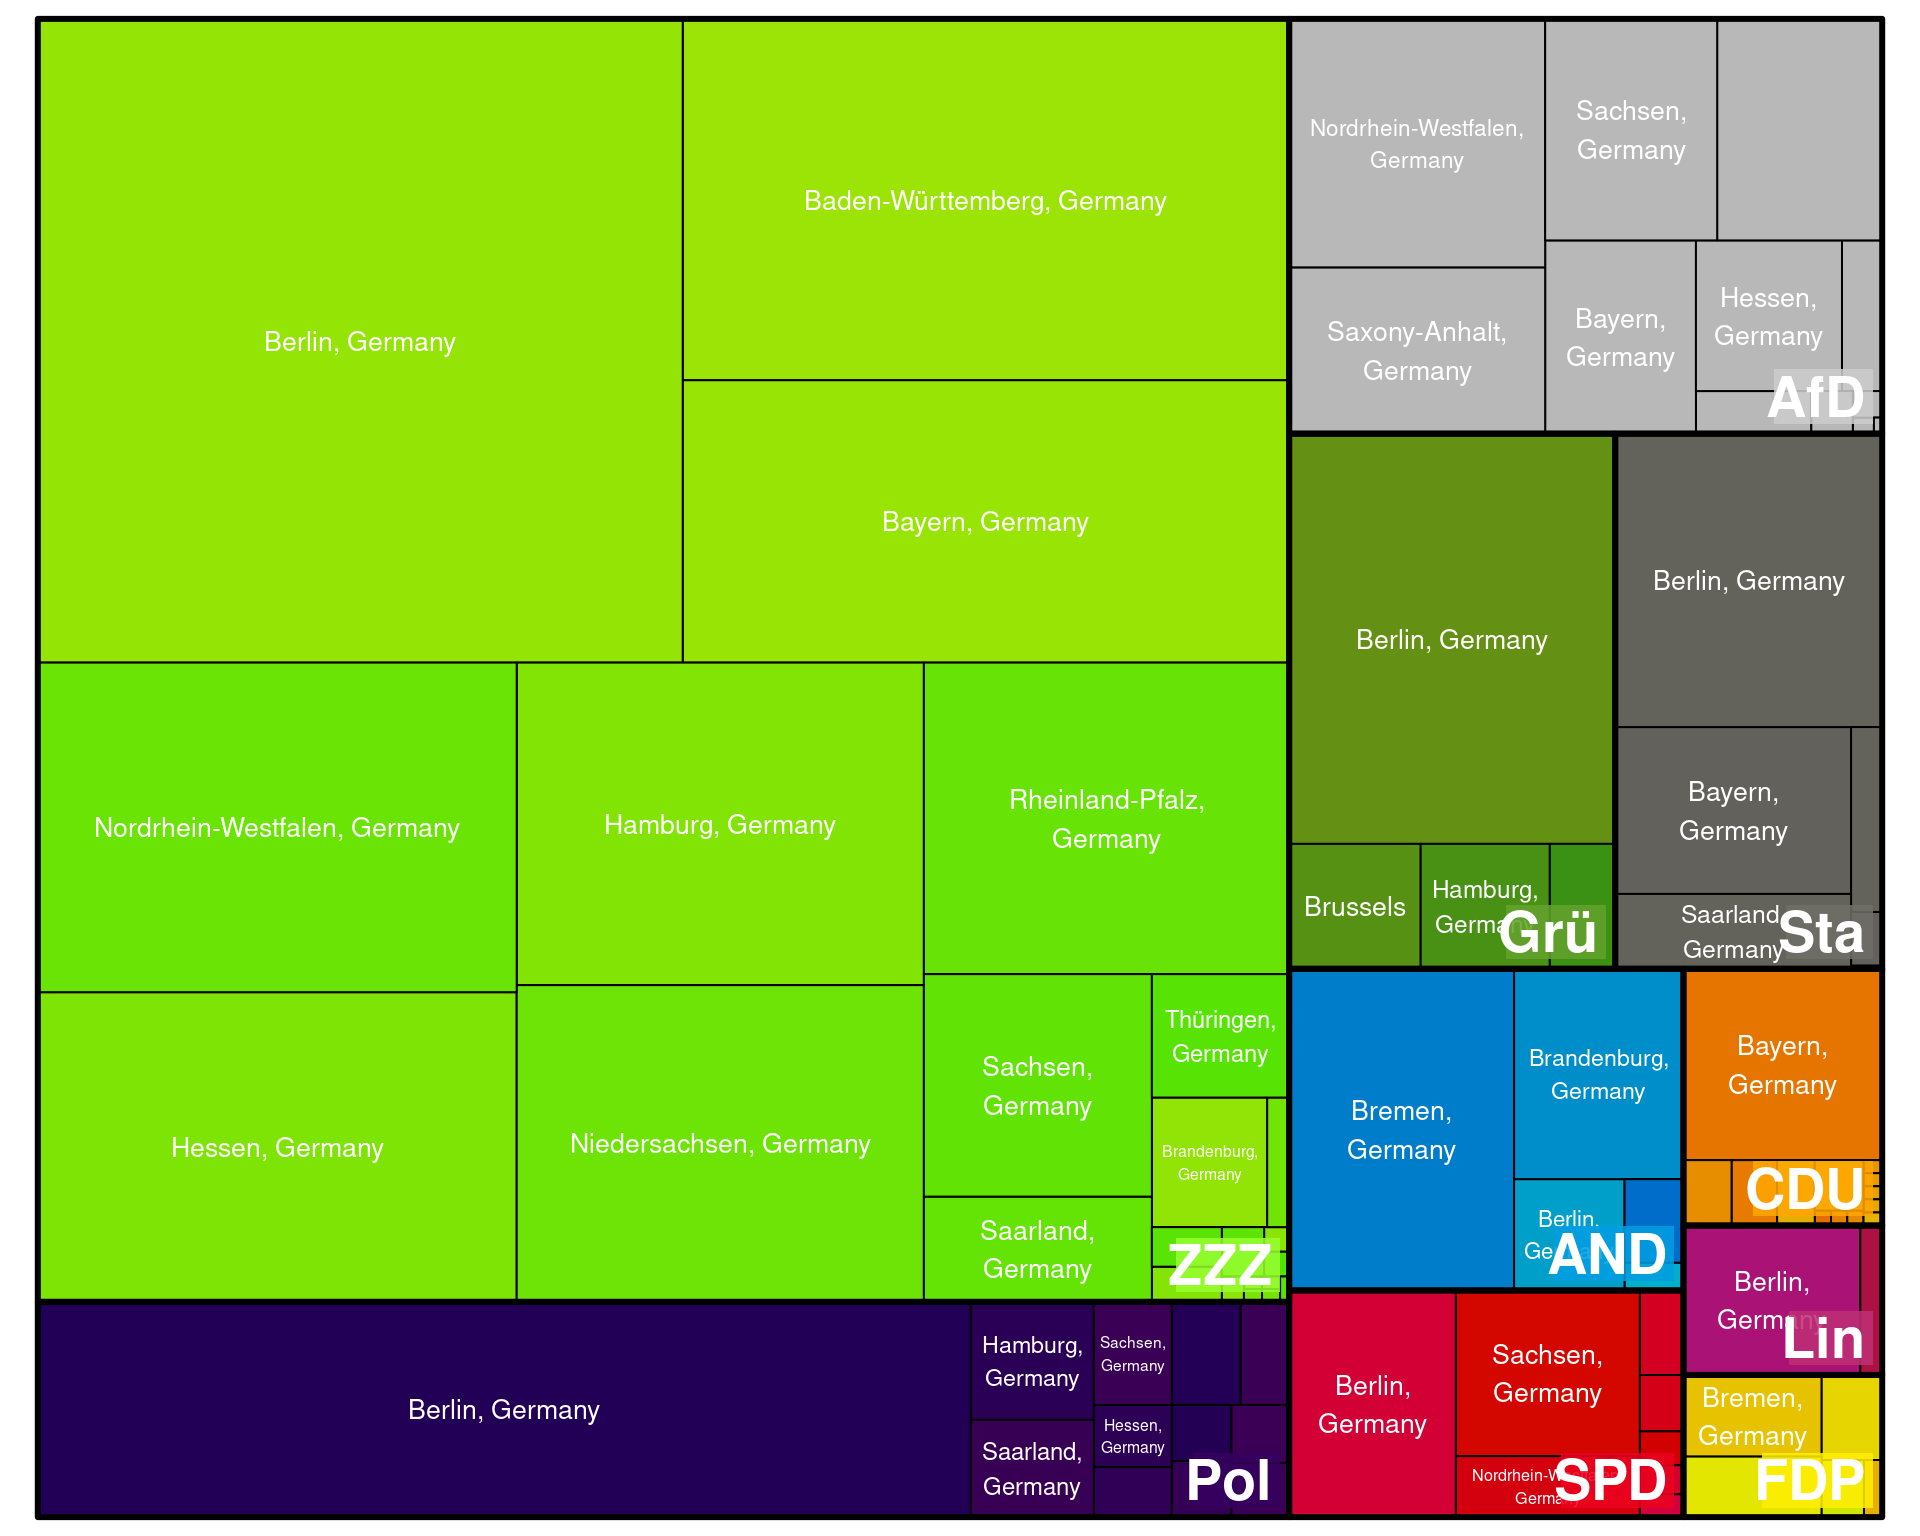 Berlin, Germany
Baden-Württemberg, Germany
Bayern, Germany
Nordrhein-Westfalen, Germany
Hamburg, Germany
Rheinland-Pfalz,
Germany
Hessen, Germany
Niedersachsen, Germany
Sachsen,
Germany
Thüringen,
Germany
Brandenburg,
Germany
Saarland,
Germany
ZZZ
Berlin, Germany
Hamburg,
Germany
Sachsen,
Germany
Saarland,
Germany
Hessen,
Germany
Pol
Nordrhein-Westfalen,
Germany
Sachsen,
Germany
Saxony-Anhalt,
Germany
Bayern,
Germany
Hessen,
Germany
AfD
Berlin, Germany
Brussels
Hamburg,
Germany
Grü
Berlin, Germany
Bayern,
Germany
Saarland
Germany
Sta
Bremen,
Germany
Brandenburg,
Germany
Berlin,
AND
Bayern,
Germany
CDU
Berlin,
Germany
Lin
Berlin,
Germany
Sachsen,
Germany
SPD
Bremen,
Germany
FDP